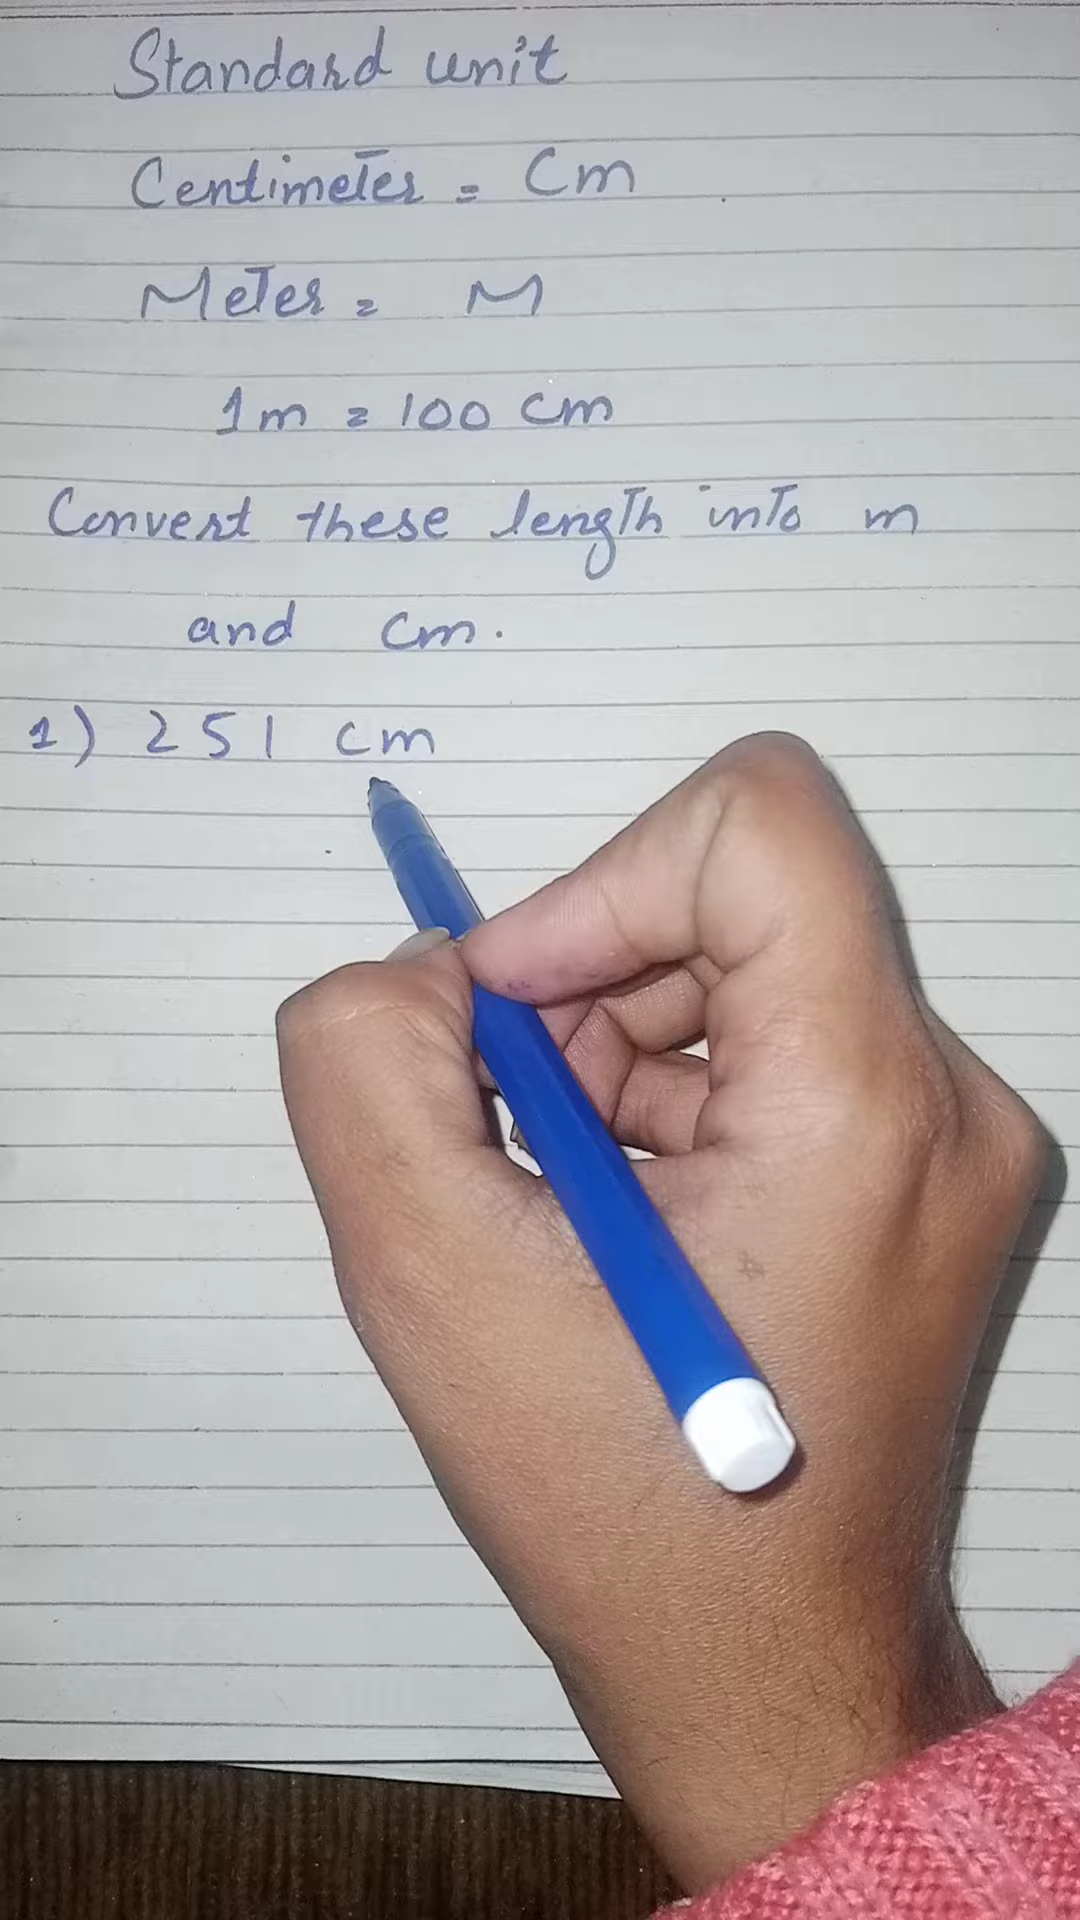 Standard unit
Centimeter = Cm
Meter = M
1m = 100 Cm
Convert these length into m
and Cm.
1) 251 cm